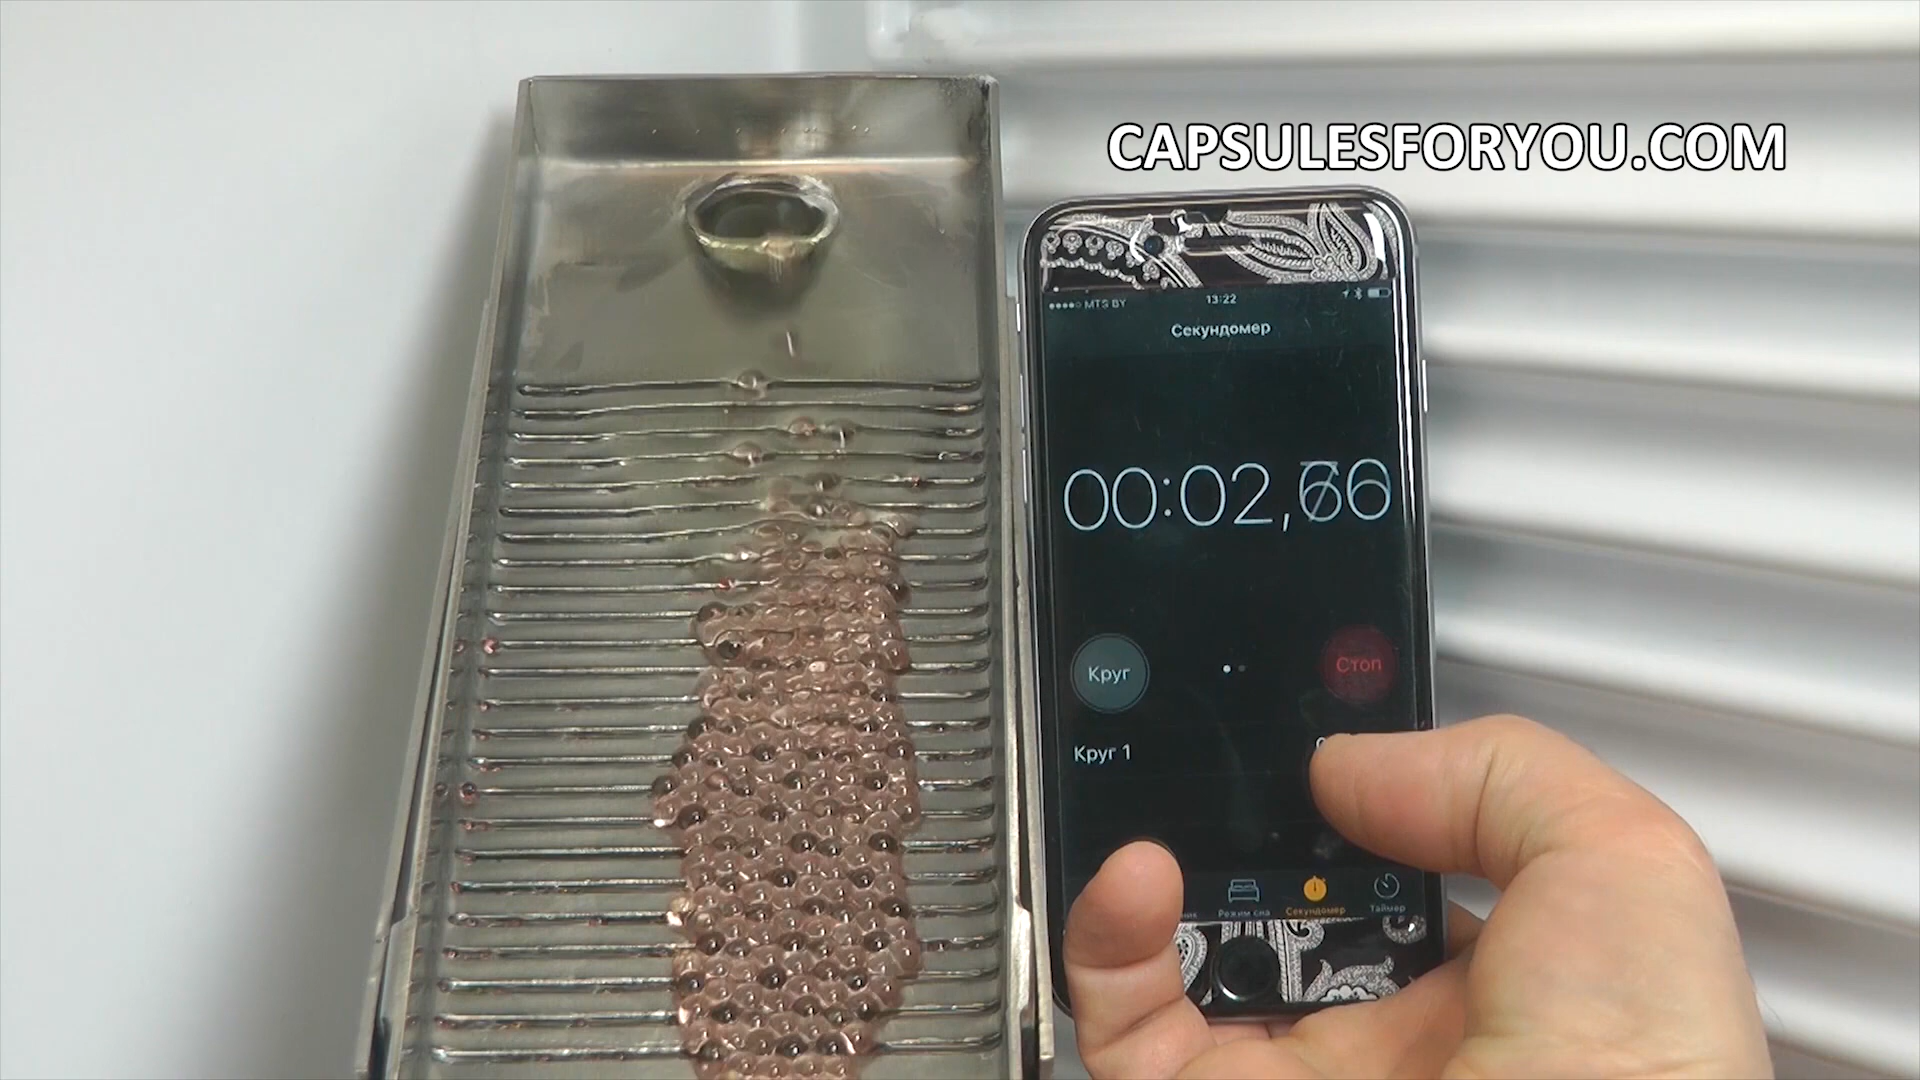 CAPSULESFORYOU.COM
MTS BY 13:22
Секундомер
00:02,66
Круг Стоп
Круг 1
Режим сна Секундомер Таймер